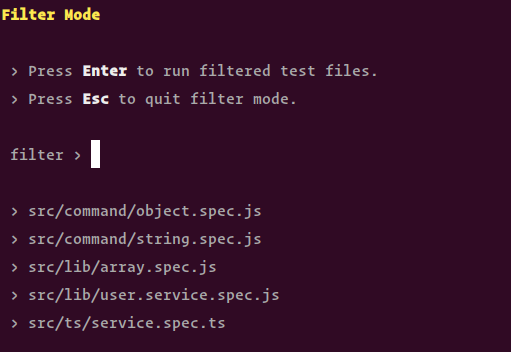 Filter Mode
› Press Enter to run filtered test files.
› Press Esc to quit filter mode.
filter ›
› src/command/object.spec.js
› src/command/string.spec.js
› src/lib/array.spec.js
› src/lib/user.service.spec.js
› src/ts/service.spec.ts